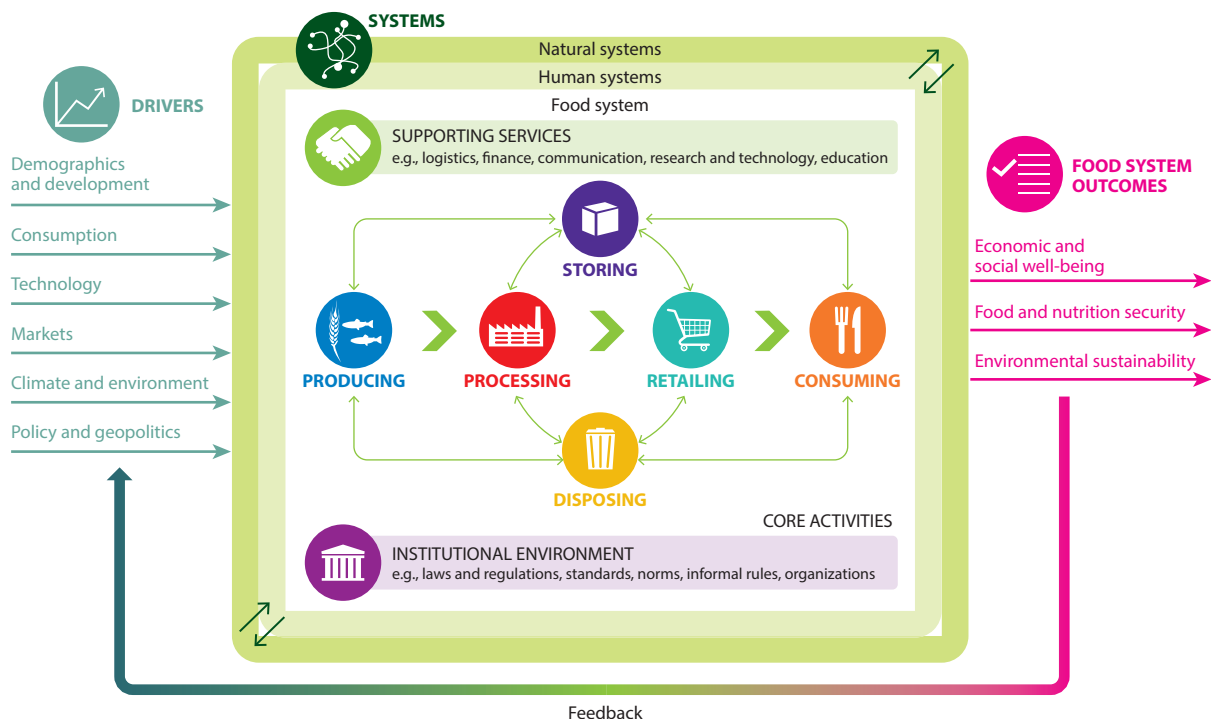 SYSTEMS
Natural systems
Human systems
Food system
DRIVERS
Demographics
and development
Consumption
Technology
Markets
Climate and environment
Policy and geopolitics
SUPPORTING SERVICES
e.g., logistics, finance, communication, research and technology, education
STORING
PRODUCING
PROCESSING
RETAILING
CONSUMING
DISPOSING
CORE ACTIVITIES
INSTITUTIONAL ENVIRONMENT
e.g., laws and regulations, standards, norms, informal rules, organizations
FOOD SYSTEM
OUTCOMES
Economic and
social well-being
Food and nutrition security
Environmental sustainability
Feedback